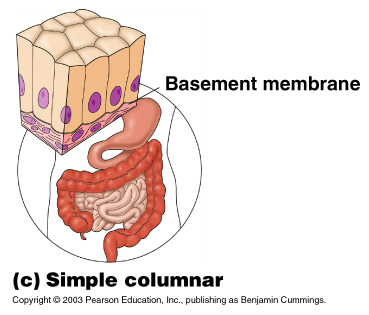 Basement membrane
(c) Simple columnar
Copyright © 2003 Pearson Education, Inc., publishing as Benjamin Cummings.